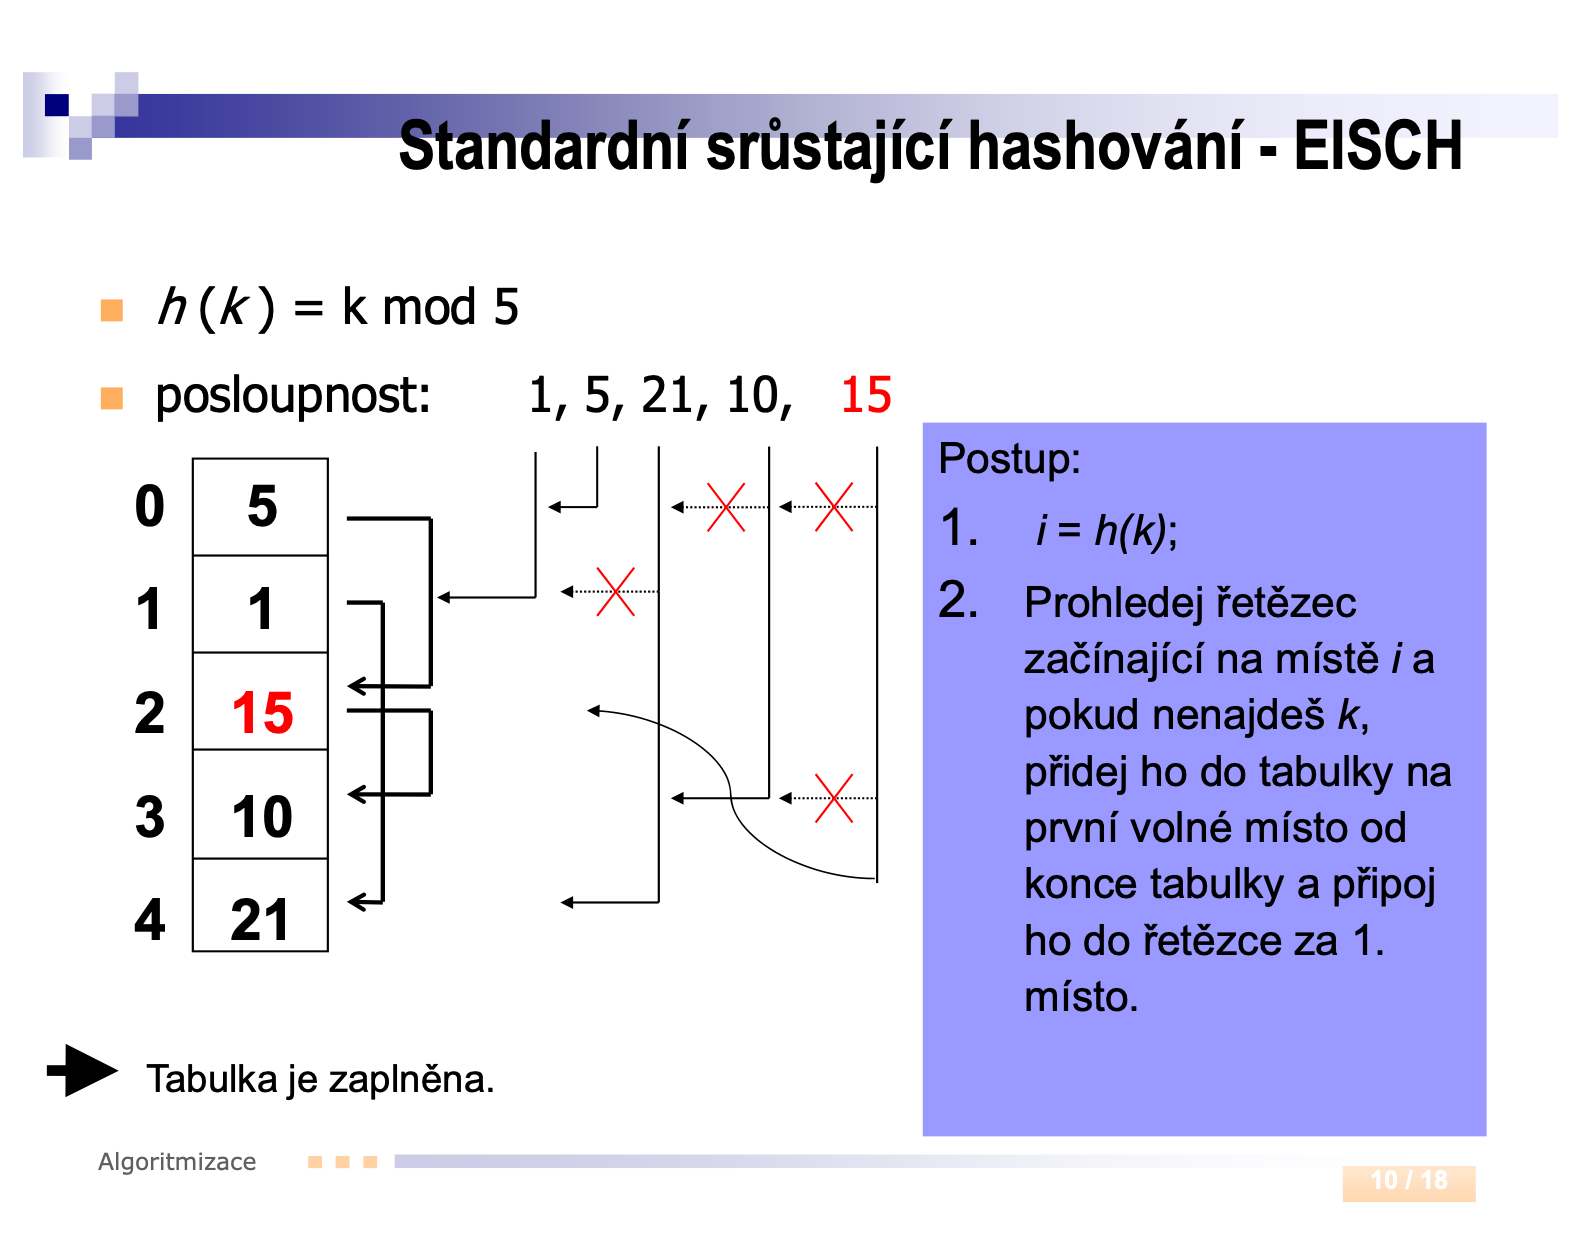 Standardní srůstající hashování - EISCH
h (k ) = k mod 5
posloupnost: 1, 5, 21, 10, 15
0 5
1 1
2 15
3 10
4 21
Postup:
1. i = h(k);
2. Prohledej řetězec
začínající na místě i a
pokud nenajdeš k,
přidej ho do tabulky na
první volné místo od
konce tabulky a připoj
ho do řetězce za 1.
místo.
Tabulka je zaplněna.
Algoritmizace
10 / 18